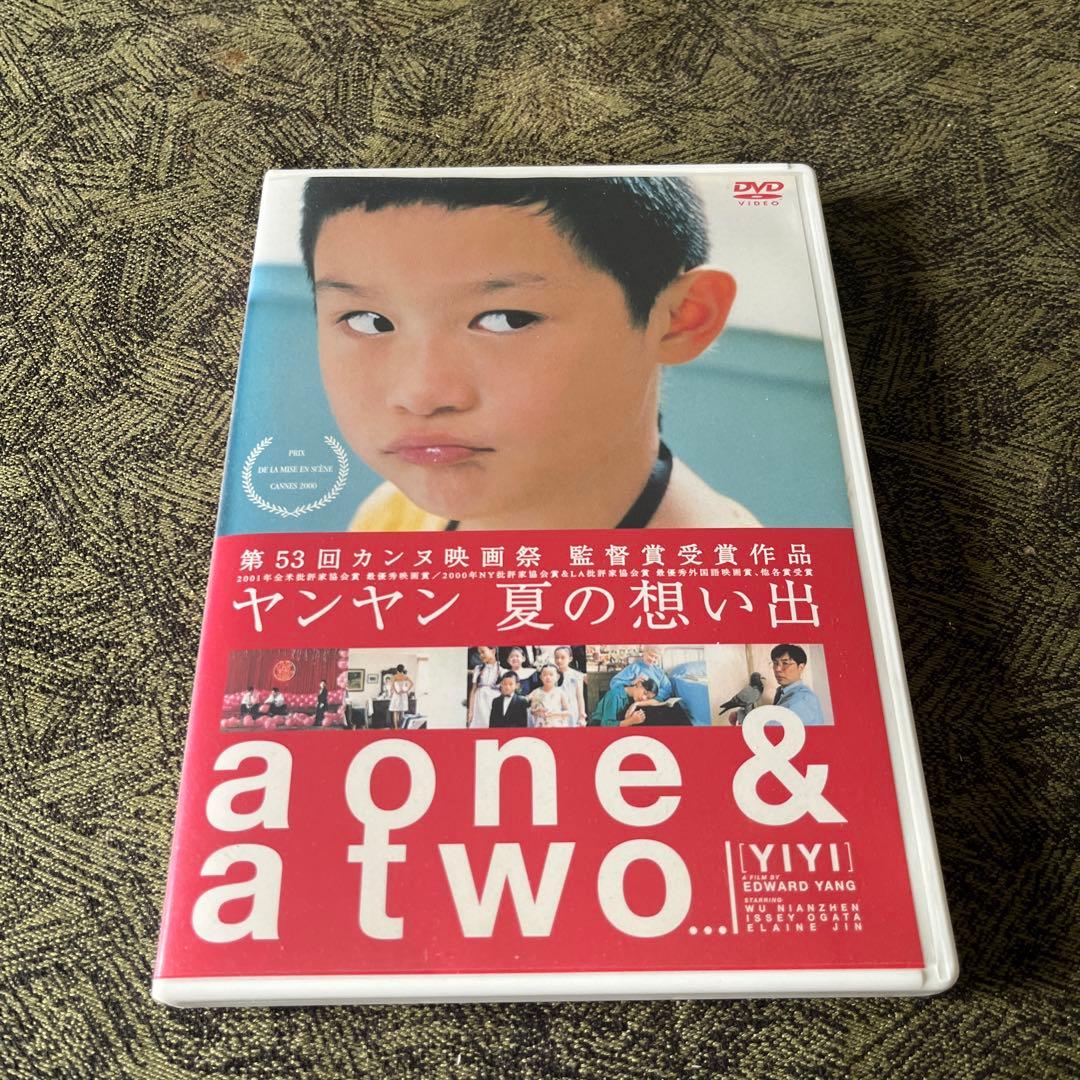 DVD
VIDEO
PRIX
DE LA MISE EN SCÈNE
CANNES 2000
第53回カンヌ映画祭 監督賞受賞作品
2001年全米批評家協会賞 最優秀映画賞／2000年NY批評家協会賞&LA批評家協会賞 最優秀外国語映画賞、他各賞受賞
ヤンヤン 夏の想い出
a one &
a two...
[YIYI]
A FILM BY
EDWARD YANG
STARRING
WU NIANZHEN
ISSEY OGATA
ELAINE JIN